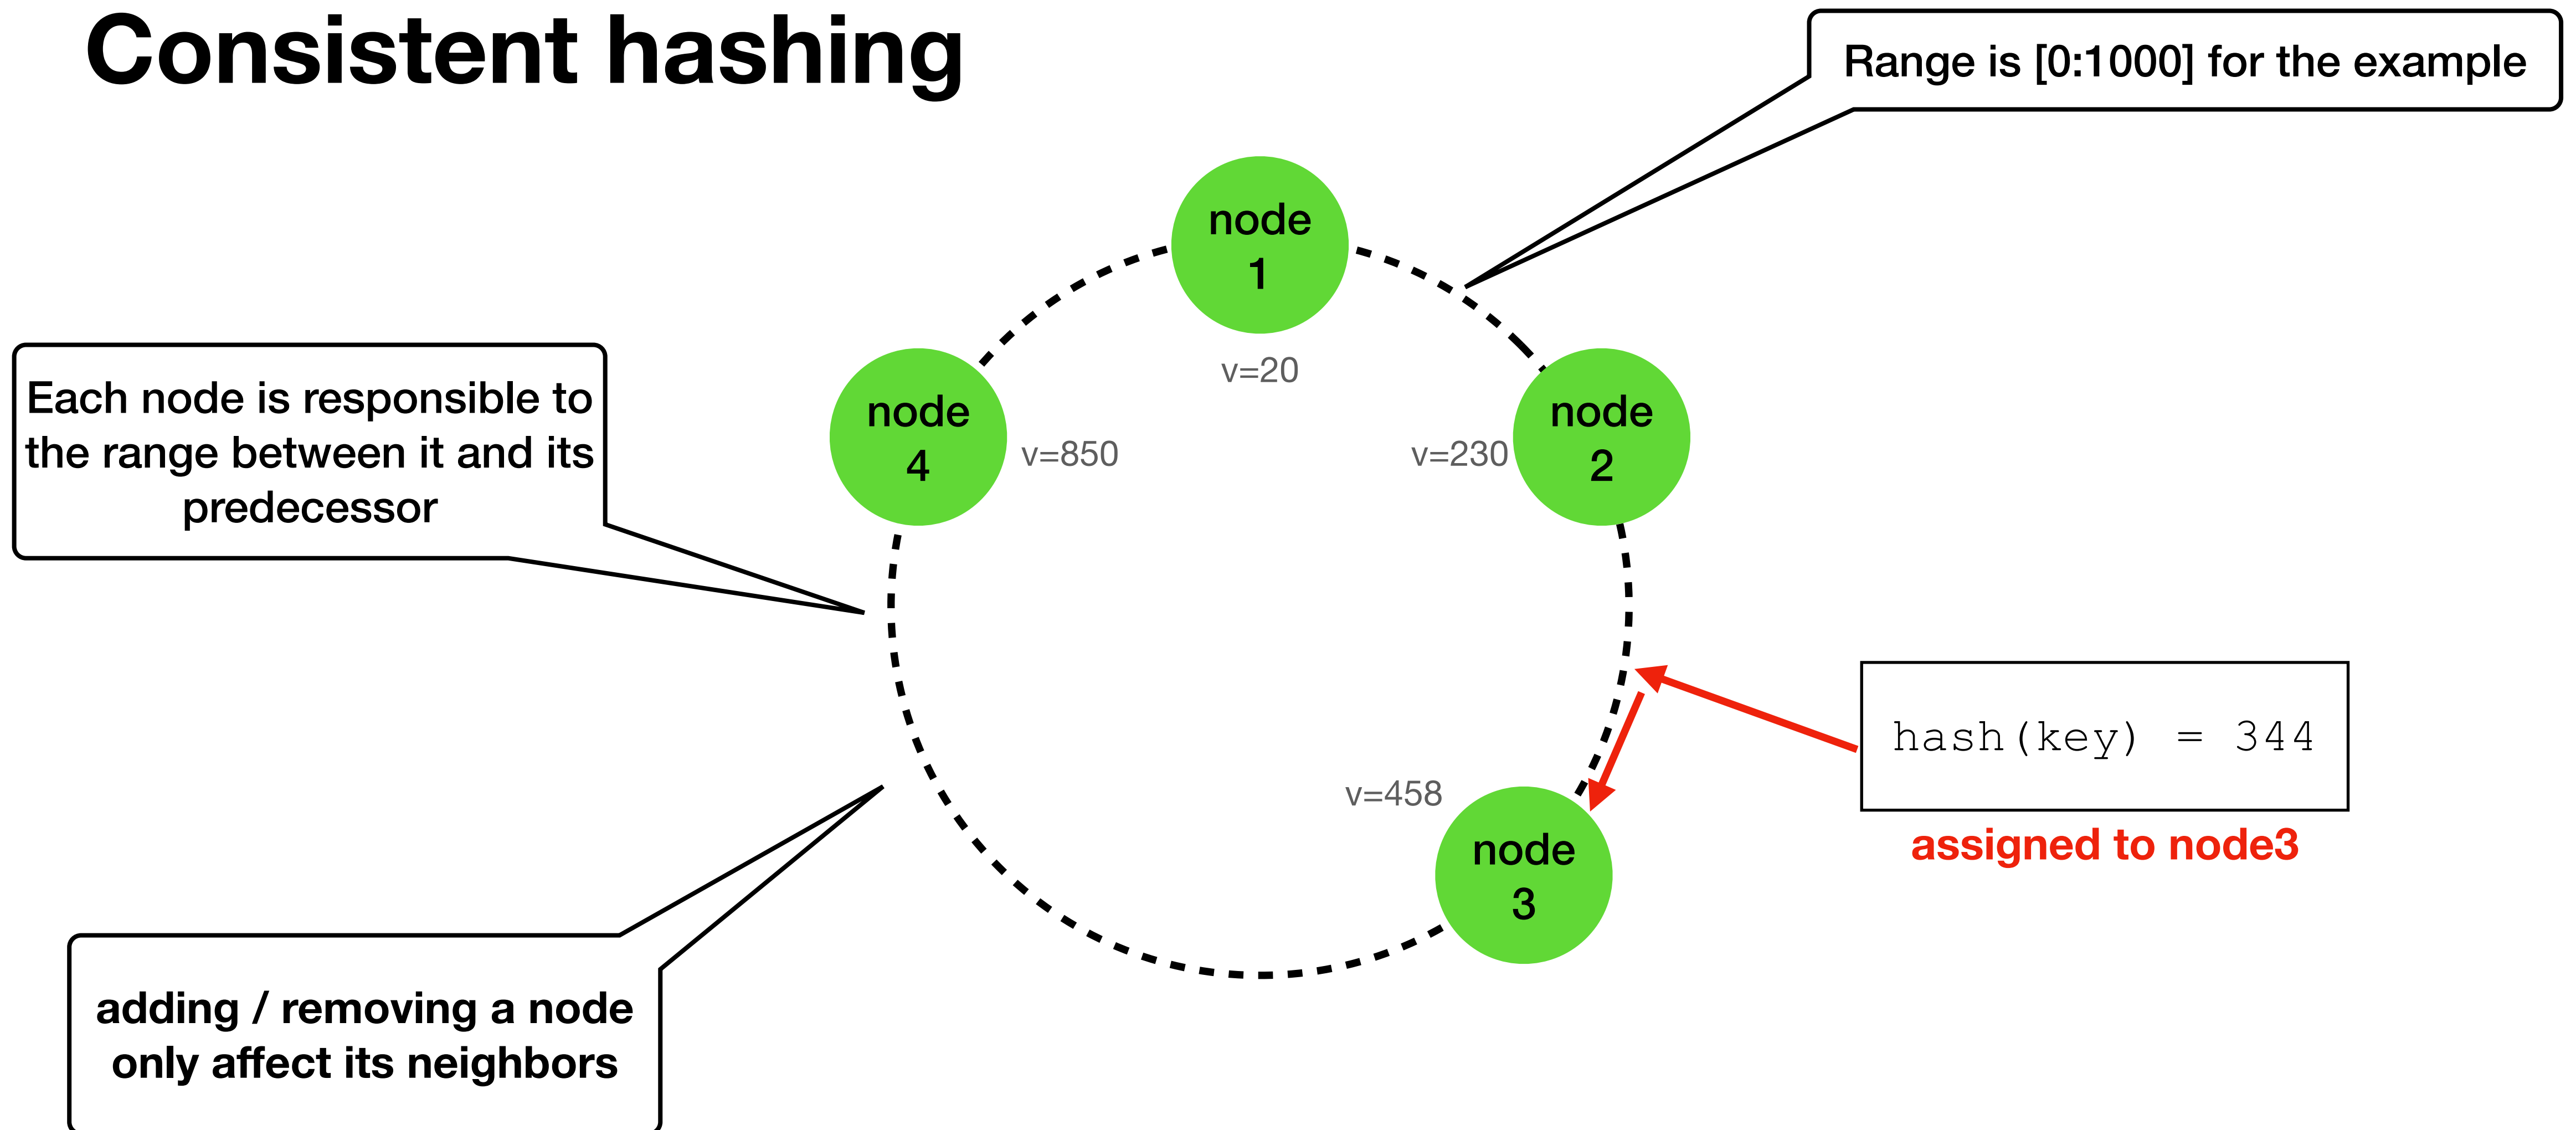 Consistent hashing
Range is [0:1000] for the example
node
1
v=20
Each node is responsible to
the range between it and its
predecessor
node
4
v=850
v=230
node
2
hash(key) = 344
assigned to node3
v=458
node
3
adding / removing a node
only affect its neighbors